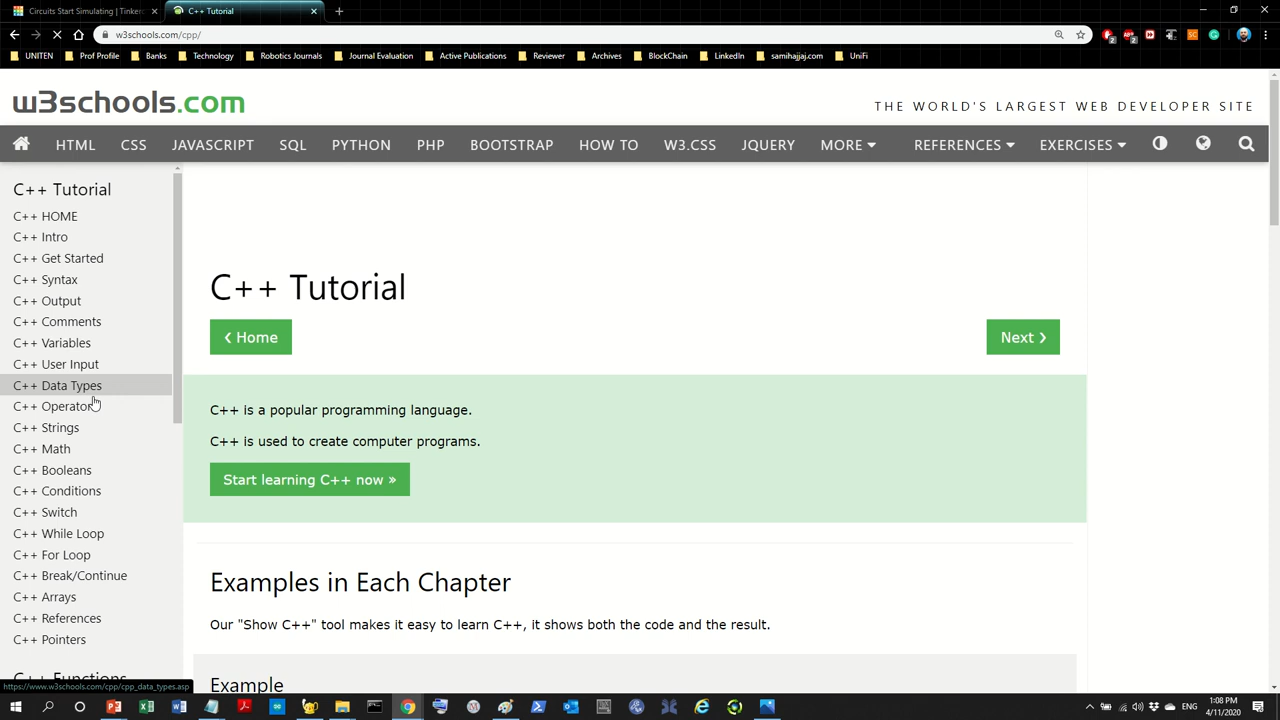 Circuits Start Simulating | Tinker
C++ Tutorial
w3schools.com/cpp/
UNITEN
Prof Profile
Banks
Technology
Robotics Journals
Journal Evaluation
Active Publications
Reviewer
Archives
BlockChain
LinkedIn
samihajjaj.com
UniFi
w3schools.com
THE WORLD'S LARGEST WEB DEVELOPER SITE
HTML
CSS
JAVASCRIPT
SQL
PYTHON
PHP
BOOTSTRAP
HOW TO
W3.CSS
JQUERY
MORE
REFERENCES
EXERCISES
C++ Tutorial
C++ HOME
C++ Intro
C++ Get Started
C++ Syntax
C++ Output
C++ Comments
C++ Variables
C++ User Input
C++ Data Types
C++ Operator
C++ Strings
C++ Math
C++ Booleans
C++ Conditions
C++ Switch
C++ While Loop
C++ For Loop
C++ Break/Continue
C++ Arrays
C++ References
C++ Pointers
C++ Functions
https://www.w3schools.com/cpp/cpp_data_types.asp
C++ Tutorial
❮ Home
Next ❯
C++ is a popular programming language.
C++ is used to create computer programs.
Start learning C++ now »
Examples in Each Chapter
Our "Show C++" tool makes it easy to learn C++, it shows both the code and the result.
Example
1:08 PM
4/11/2020